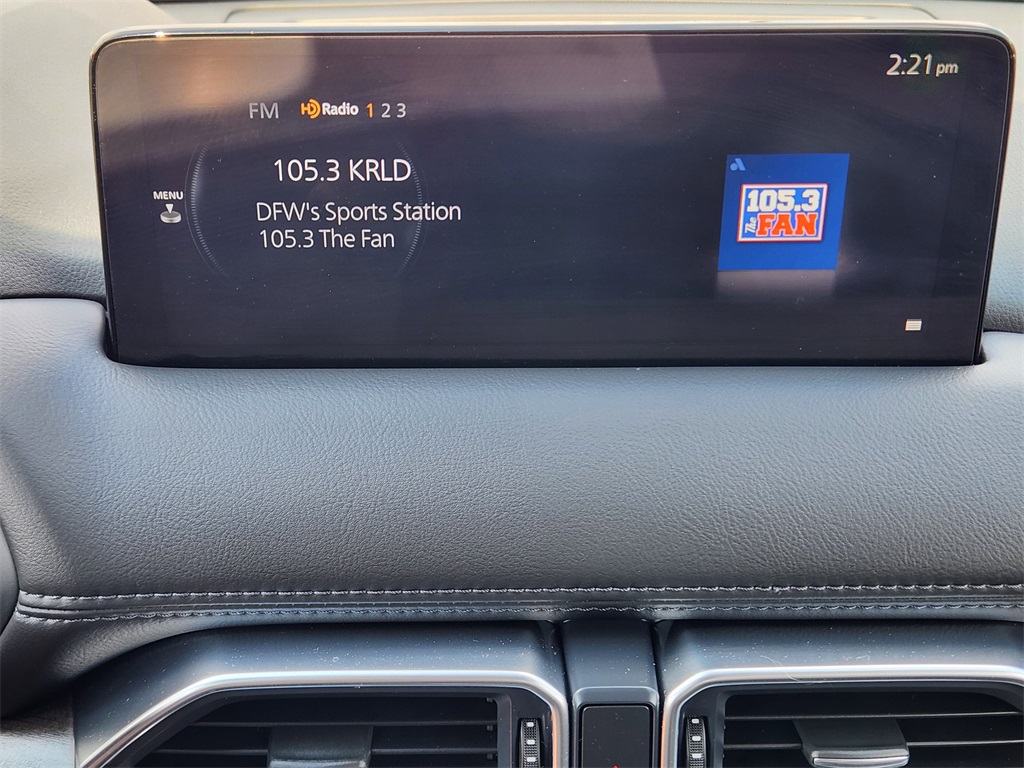 2:21 pm
FM HD Radio 1 2 3
105.3 KRLD
MENU
DFW's Sports Station
105.3 The Fan
105.3
The FAN